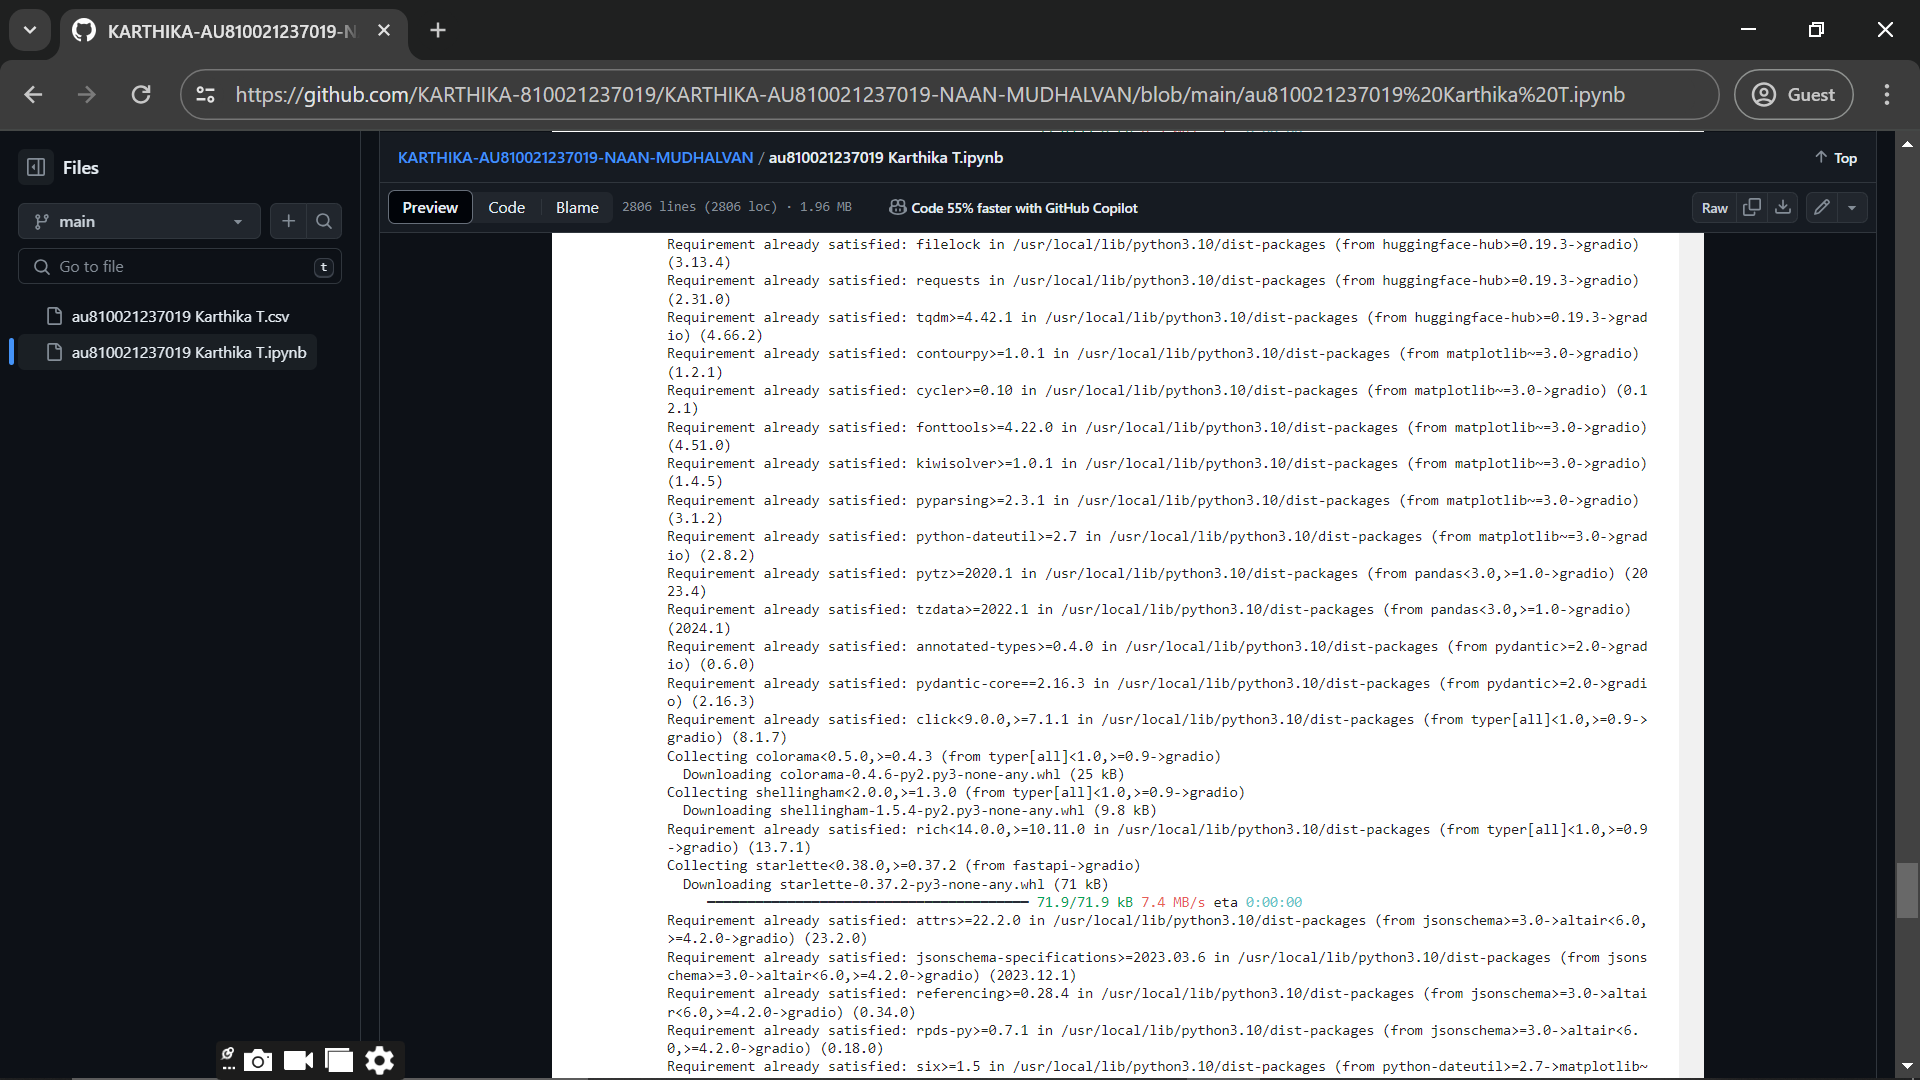 KARTHIKA-AU810021237019-N
https://github.com/KARTHIKA-810021237019/KARTHIKA-AU810021237019-NAAN-MUDHALVAN/blob/main/au810021237019%20Karthika%20T.ipynb
Guest
Files
main
Go to file
t
au810021237019 Karthika T.csv
au810021237019 Karthika T.ipynb
KARTHIKA-AU810021237019-NAAN-MUDHALVAN / au810021237019 Karthika T.ipynb
Top
Preview Code Blame 2806 lines (2806 loc) · 1.96 MB Code 55% faster with GitHub Copilot
Raw
Requirement already satisfied: filelock in /usr/local/lib/python3.10/dist-packages (from huggingface-hub>=0.19.3->gradio)
(3.13.4)
Requirement already satisfied: requests in /usr/local/lib/python3.10/dist-packages (from huggingface-hub>=0.19.3->gradio)
(2.31.0)
Requirement already satisfied: tqdm>=4.42.1 in /usr/local/lib/python3.10/dist-packages (from huggingface-hub>=0.19.3->grad
io) (4.66.2)
Requirement already satisfied: contourpy>=1.0.1 in /usr/local/lib/python3.10/dist-packages (from matplotlib~=3.0->gradio)
(1.2.1)
Requirement already satisfied: cycler>=0.10 in /usr/local/lib/python3.10/dist-packages (from matplotlib~=3.0->gradio) (0.1
2.1)
Requirement already satisfied: fonttools>=4.22.0 in /usr/local/lib/python3.10/dist-packages (from matplotlib~=3.0->gradio)
(4.51.0)
Requirement already satisfied: kiwisolver>=1.0.1 in /usr/local/lib/python3.10/dist-packages (from matplotlib~=3.0->gradio)
(1.4.5)
Requirement already satisfied: pyparsing>=2.3.1 in /usr/local/lib/python3.10/dist-packages (from matplotlib~=3.0->gradio)
(3.1.2)
Requirement already satisfied: python-dateutil>=2.7 in /usr/local/lib/python3.10/dist-packages (from matplotlib~=3.0->grad
io) (2.8.2)
Requirement already satisfied: pytz>=2020.1 in /usr/local/lib/python3.10/dist-packages (from pandas<3.0,>=1.0->gradio) (20
23.4)
Requirement already satisfied: tzdata>=2022.1 in /usr/local/lib/python3.10/dist-packages (from pandas<3.0,>=1.0->gradio)
(2024.1)
Requirement already satisfied: annotated-types>=0.4.0 in /usr/local/lib/python3.10/dist-packages (from pydantic>=2.0->grad
io) (0.6.0)
Requirement already satisfied: pydantic-core==2.16.3 in /usr/local/lib/python3.10/dist-packages (from pydantic>=2.0->gradi
o) (2.16.3)
Requirement already satisfied: click<9.0.0,>=7.1.1 in /usr/local/lib/python3.10/dist-packages (from typer[all]<1.0,>=0.9->
gradio) (8.1.7)
Collecting colorama<0.5.0,>=0.4.3 (from typer[all]<1.0,>=0.9->gradio)
Downloading colorama-0.4.6-py2.py3-none-any.whl (25 kB)
Collecting shellingham<2.0.0,>=1.3.0 (from typer[all]<1.0,>=0.9->gradio)
Downloading shellingham-1.5.4-py2.py3-none-any.whl (9.8 kB)
Requirement already satisfied: rich<14.0.0,>=10.11.0 in /usr/local/lib/python3.10/dist-packages (from typer[all]<1.0,>=0.9
->gradio) (13.7.1)
Collecting starlette<0.38.0,>=0.37.2 (from fastapi->gradio)
Downloading starlette-0.37.2-py3-none-any.whl (71 kB)
71.9/71.9 kB 7.4 MB/s eta 0:00:00
Requirement already satisfied: attrs>=22.2.0 in /usr/local/lib/python3.10/dist-packages (from jsonschema>=3.0->altair<6.0,
>=4.2.0->gradio) (23.2.0)
Requirement already satisfied: jsonschema-specifications>=2023.03.6 in /usr/local/lib/python3.10/dist-packages (from jsons
chema>=3.0->altair<6.0,>=4.2.0->gradio) (2023.12.1)
Requirement already satisfied: referencing>=0.28.4 in /usr/local/lib/python3.10/dist-packages (from jsonschema>=3.0->altai
r<6.0,>=4.2.0->gradio) (0.34.0)
Requirement already satisfied: rpds-py>=0.7.1 in /usr/local/lib/python3.10/dist-packages (from jsonschema>=3.0->altair<6.
0,>=4.2.0->gradio) (0.18.0)
Requirement already satisfied: six>=1.5 in /usr/local/lib/python3.10/dist-packages (from python-dateutil>=2.7->matplotlib~